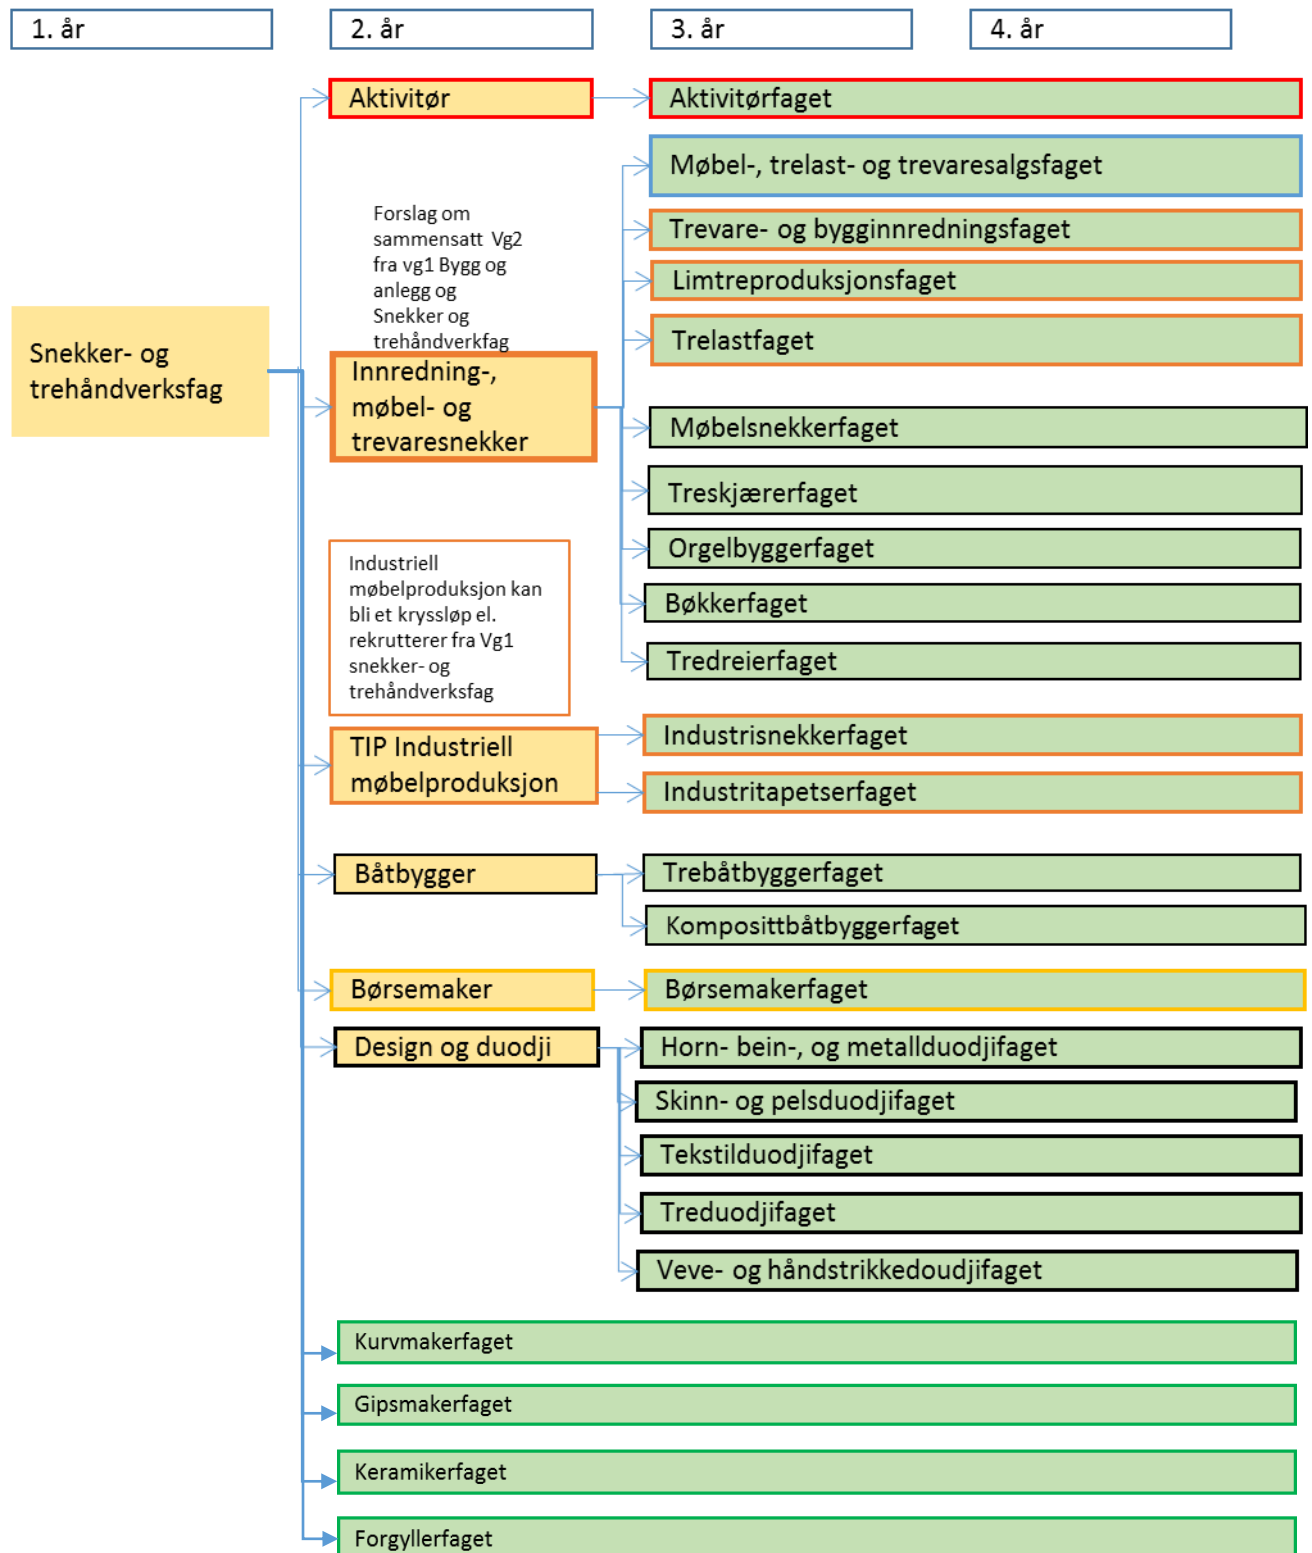 1. år
2. år
3. år
4. år
Aktivitør
Aktivitørfaget
Møbel-, trelast- og trevaresalgsfaget
Forslag om
sammensatt Vg2
fra vg1 Bygg og
anlegg og
Snekker og
trehåndverkfag
Trevare- og bygginnredningsfaget
Limtreproduksjonsfaget
Trelastfaget
Snekker- og
trehåndverksfag
Innredning-,
møbel- og
trevaresnekker
Møbelsnekkerfaget
Treskjærerfaget
Orgelbyggerfaget
Bøkkerfaget
Tredreierfaget
Industriell
møbelproduksjon kan
bli et kryssløp el.
rekrutterer fra Vg1
snekker- og
trehåndverksfag
TIP Industriell
møbelproduksjon
Industrisnekkerfaget
Industritapetserfaget
Båtbygger
Trebåtbyggerfaget
Komposittbåtbyggerfaget
Børsemaker
Børsemakerfaget
Design og duodji
Horn- bein-, og metallduodjifaget
Skinn- og pelsduodjifaget
Tekstilduodjifaget
Treduodjifaget
Veve- og håndstrikkedoudjifaget
Kurvmakerfaget
Gipsmakerfaget
Keramikerfaget
Forgyllerfaget